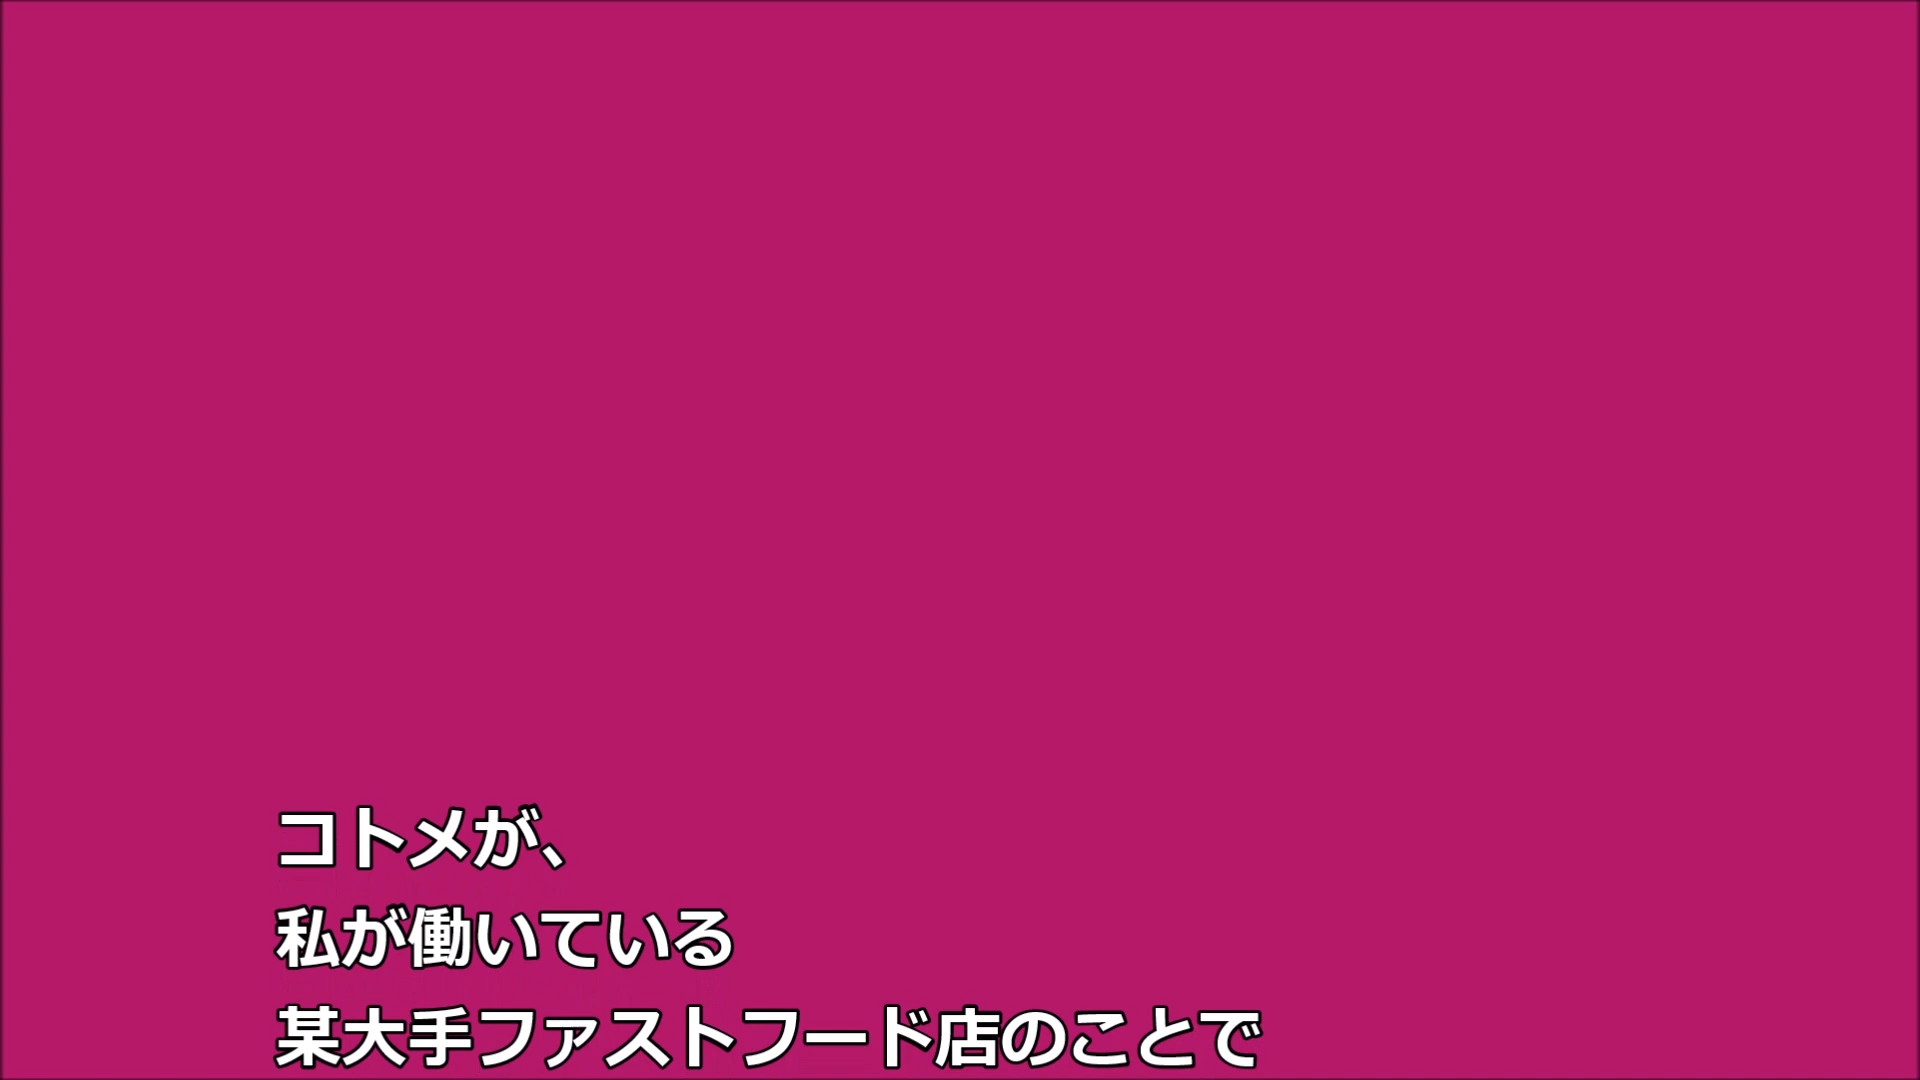 コトメが、
私が働いている
某大手ファストフード店のことで